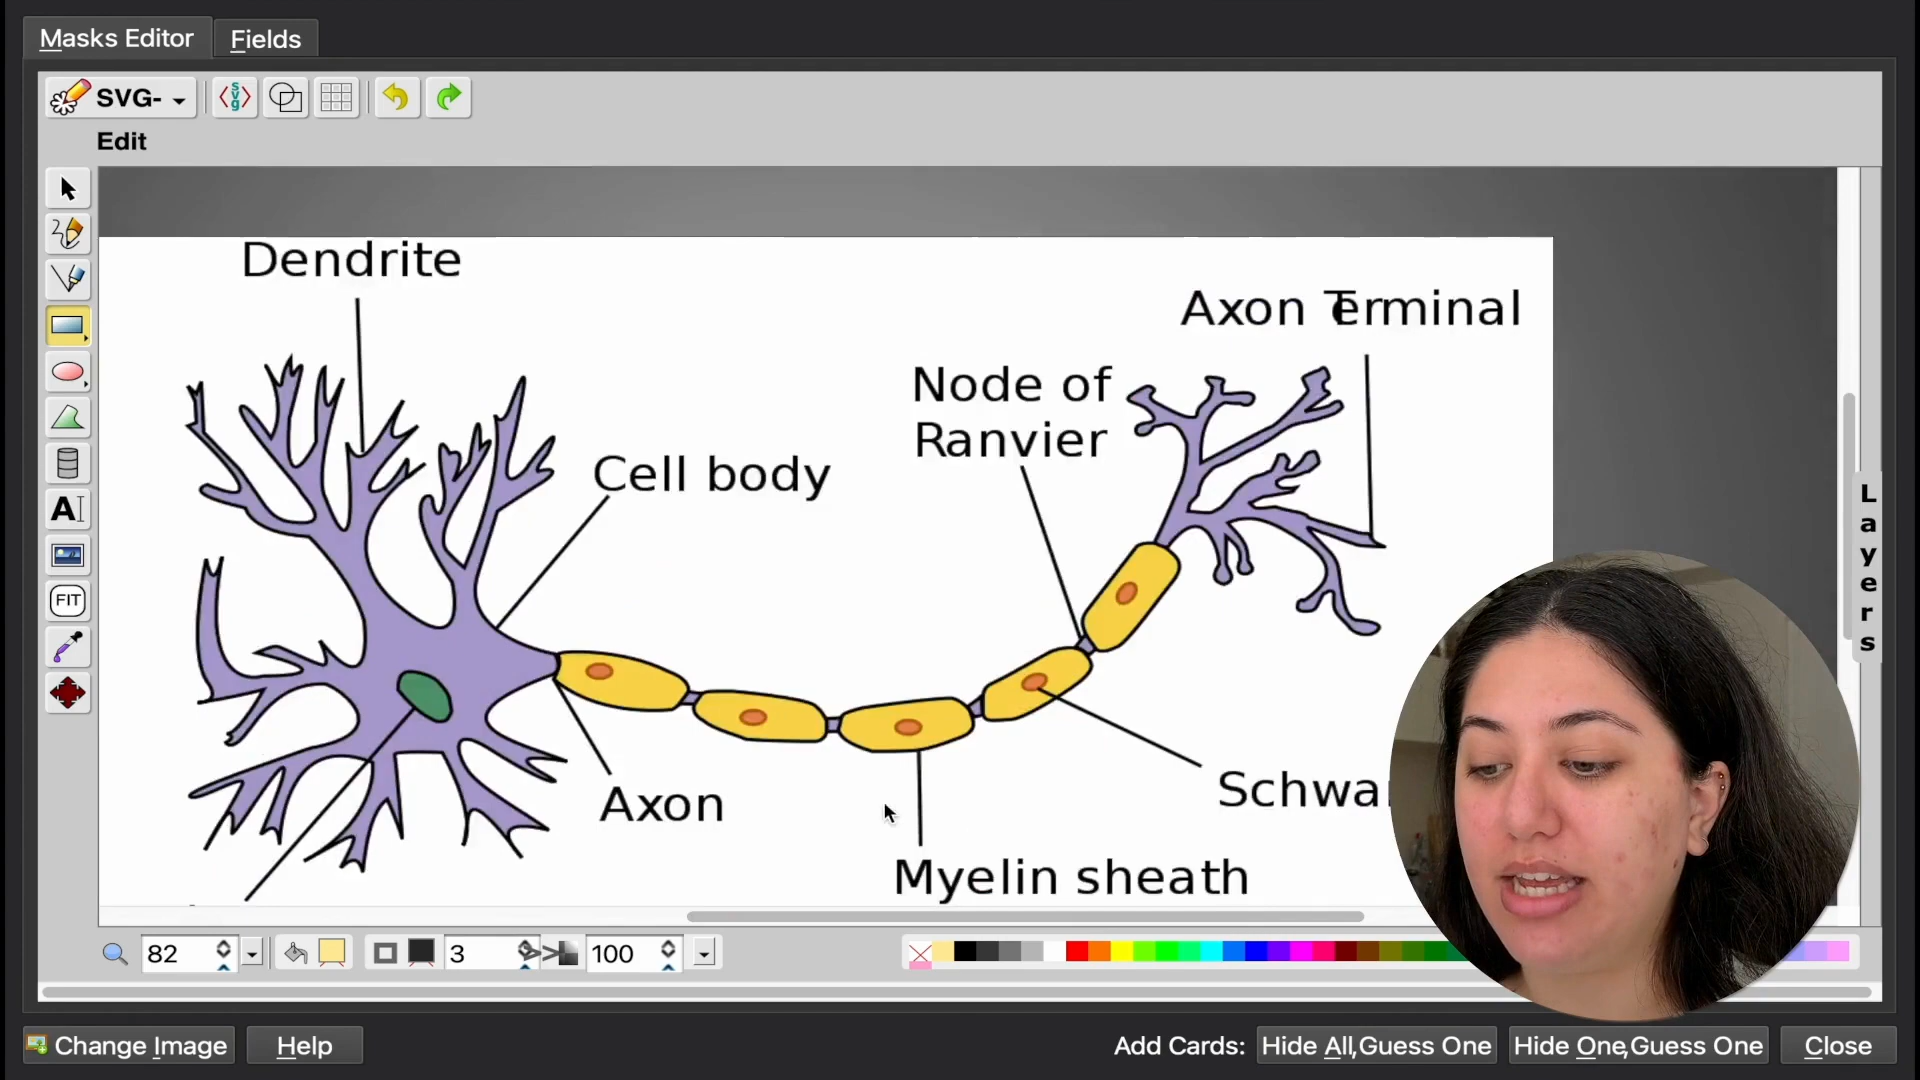 Masks Editor Fields
SVG-
Edit
Dendrite
Axon Terminal
Node of
Ranvier
Cell body
Axon
Myelin sheath
FIT
Layers
82
3
100
Change Image Help Add Cards: Hide All,Guess One Hide One,Guess One Close